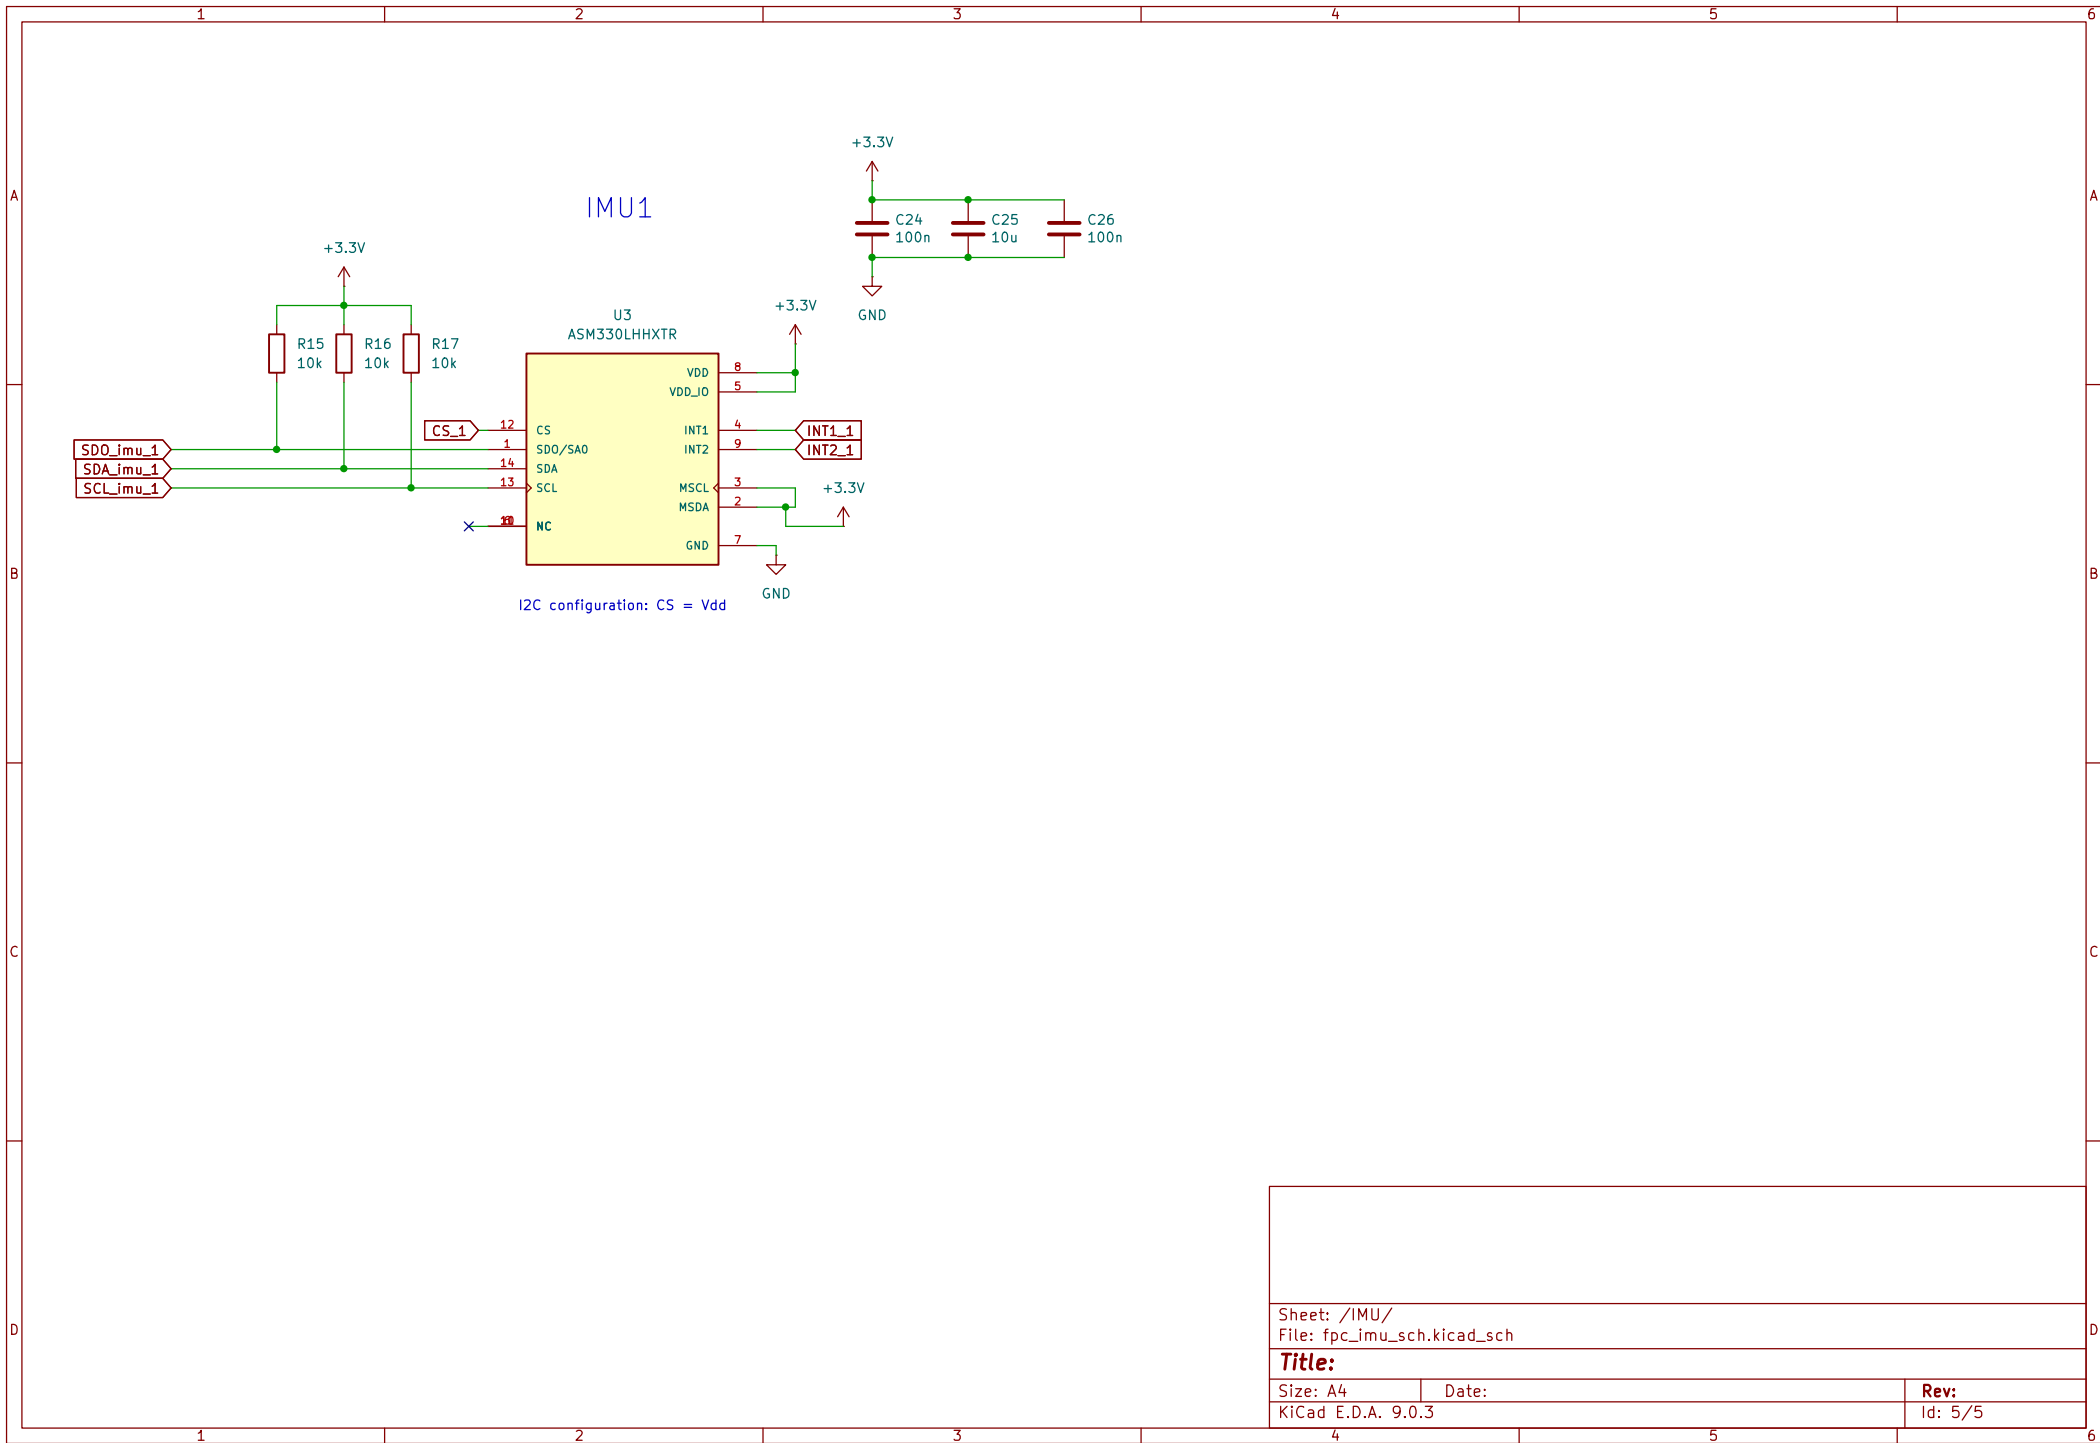 1 2 3 4 5 6
+3.3V
A A
IMU1
C24 C25 C26
100n 10u 100n
+3.3V
+3.3V
GND
U3
ASM330LHHXTR
R15 R16 R17
10k 10k 10k
VDD 8
VDD_IO 5
CS_1 12 CS INT1 4 INT1_1
SDO_imu_1 1 SDO/SA0 INT2 9 INT2_1
SDA_imu_1 14 SDA
SCL_imu_1 13 SCL MSCL 3 +3.3V
MSDA 2
NC
GND 7
B B
GND
I2C configuration: CS = Vdd
C C
Sheet: /IMU/
D D
File: fpc_imu_sch.kicad_sch
Title:
Size: A4 Date: Rev:
KiCad E.D.A. 9.0.3 Id: 5/5
1 2 3 4 5 6